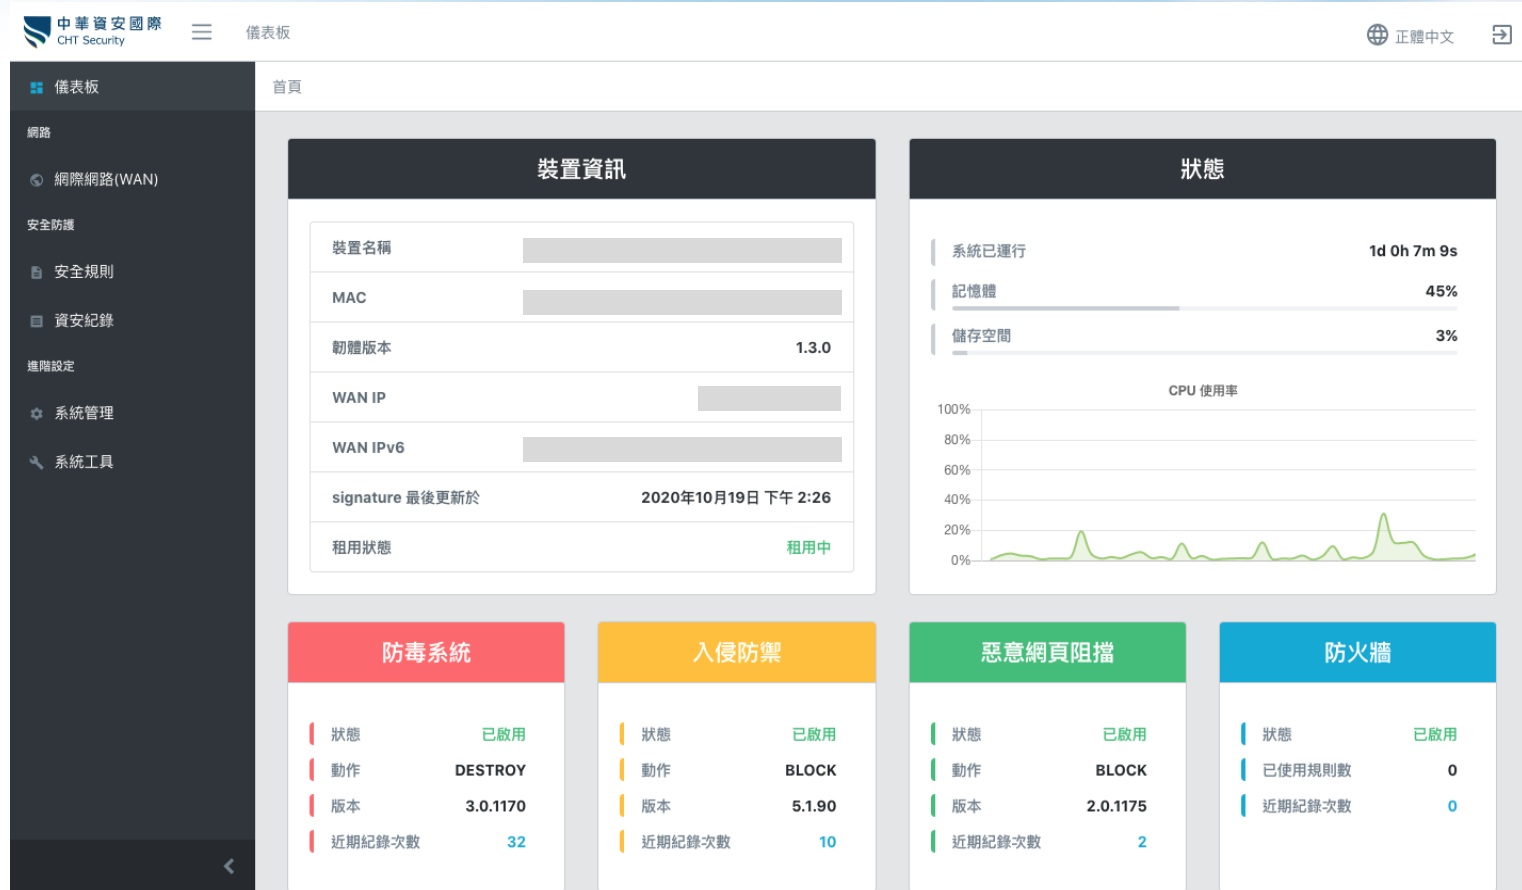 中華資安國際
CHT Security
儀表板
正體中文
儀表板
首頁
網路
網際網路(WAN)
安全防護
安全規則
資安紀錄
進階設定
系統管理
系統工具
裝置資訊
裝置名稱
MAC
韌體版本 1.3.0
WAN IP
WAN IPv6
signature 最後更新於 2020年10月19日 下午 2:26
租用狀態 租用中
狀態
系統已運行 1d 0h 7m 9s
記憶體 45%
儲存空間 3%
CPU 使用率
100%
80%
60%
40%
20%
0%
防毒系統
狀態 已啟用
動作 DESTROY
版本 3.0.1170
近期紀錄次數 32
入侵防禦
狀態 已啟用
動作 BLOCK
版本 5.1.90
近期紀錄次數 10
惡意網頁阻擋
狀態 已啟用
動作 BLOCK
版本 2.0.1175
近期紀錄次數 2
防火牆
狀態 已啟用
已使用規則數 0
近期紀錄次數 0